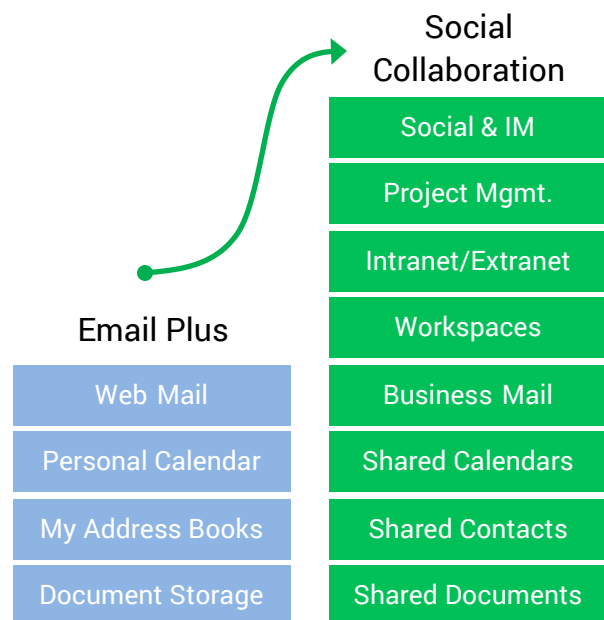 Social
Collaboration
Social & IM
Project Mgmt.
Intranet/Extranet
Workspaces
Business Mail
Shared Calendars
Shared Contacts
Shared Documents
Email Plus
Web Mail
Personal Calendar
My Address Books
Document Storage